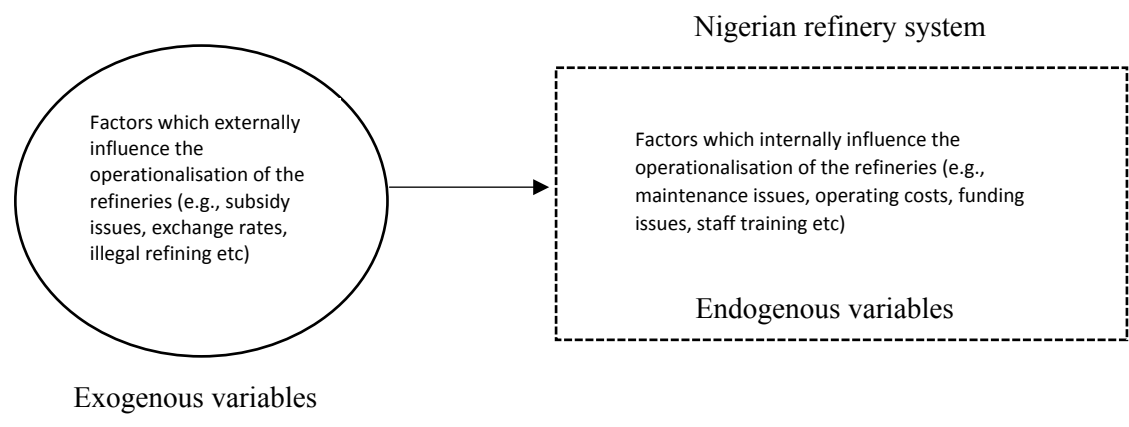 Nigerian refinery system
Factors which externally
influence the
operationalisation of the
refineries (e.g., subsidy
issues, exchange rates,
illegal refining etc)
Factors which internally influence the
operationalisation of the refineries (e.g.,
maintenance issues, operating costs, funding
issues, staff training etc)
Endogenous variables
Exogenous variables